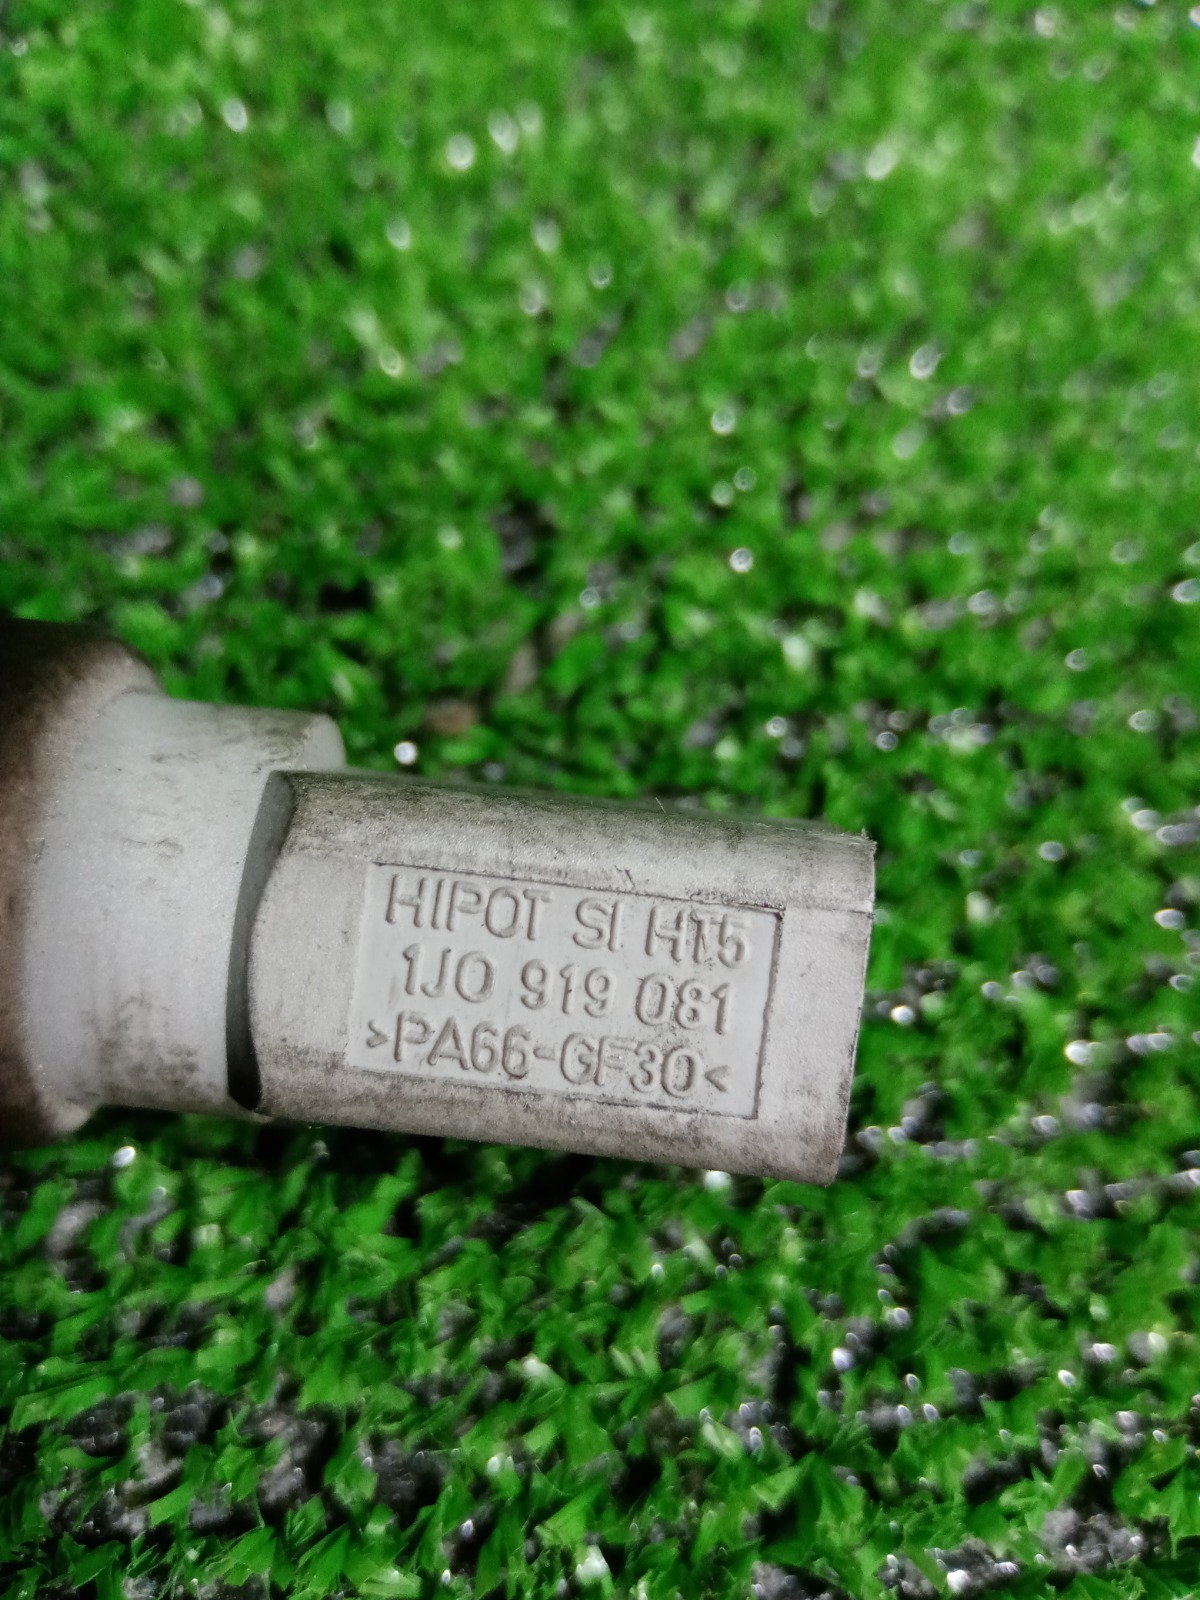 HIPOT SI HT5
1J0 919 081
>PA66-GF30<